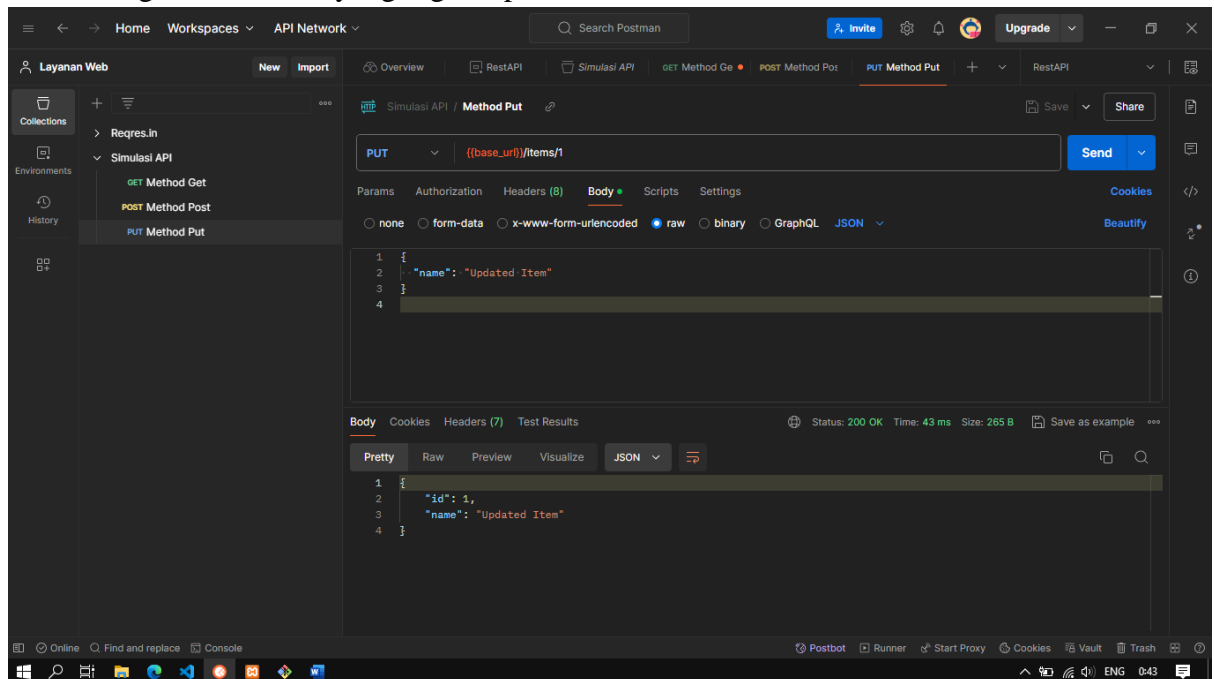 Home Workspaces API Network Search Postman Invite Upgrade
Layanan Web New Import Overview RestAPI Simulasi API GET Method Ge POST Method Pos PUT Method Put RestAPI
Collections
Environments
History
Reqres.in
Simulasi API
GET Method Get
POST Method Post
PUT Method Put
HTTP Simulasi API / Method Put Save Share
PUT {{base_url}}/items/1 Send
Params Authorization Headers (8) Body Scripts Settings Cookies
none form-data x-www-form-urlencoded raw binary GraphQL JSON Beautify
1 {
2 "name": "Updated Item"
3 }
4
Body Cookies Headers (7) Test Results Status: 200 OK Time: 43 ms Size: 265 B Save as example
Pretty Raw Preview Visualize JSON
1 {
2 "id": 1,
3 "name": "Updated Item"
4 }
Online Find and replace Console Postbot Runner Start Proxy Cookies Vault Trash
ENG 0:43